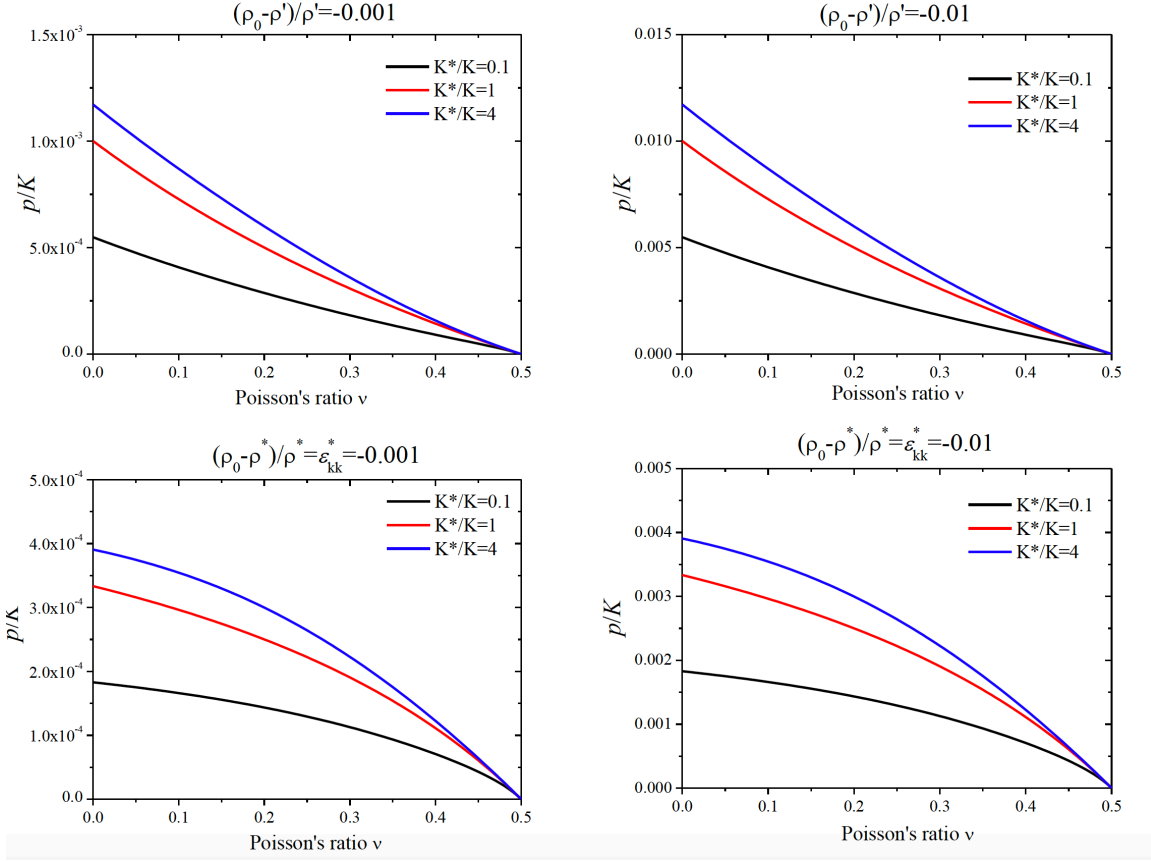 (ρ₀-ρ')/ρ'=-0.001
1.5x10⁻³
1.0x10⁻³
5.0x10⁻⁴
0.0
p/K
K*/K=0.1
K*/K=1
K*/K=4
0.0 0.1 0.2 0.3 0.4 0.5
Poisson's ratio ν
(ρ₀-ρ')/ρ'=-0.01
0.015
0.010
0.005
0.000
p/K
K*/K=0.1
K*/K=1
K*/K=4
0.0 0.1 0.2 0.3 0.4 0.5
Poisson's ratio ν
(ρ₀-ρ*)/ρ*=ε*kk=-0.001
5.0x10⁻⁴
4.0x10⁻⁴
3.0x10⁻⁴
2.0x10⁻⁴
1.0x10⁻⁴
0.0
p/K
K*/K=0.1
K*/K=1
K*/K=4
0.0 0.1 0.2 0.3 0.4 0.5
Poisson's ratio ν
(ρ₀-ρ*)/ρ*=ε*kk=-0.01
0.005
0.004
0.003
0.002
0.001
0.000
p/K
K*/K=0.1
K*/K=1
K*/K=4
0.0 0.1 0.2 0.3 0.4 0.5
Poisson's ratio ν